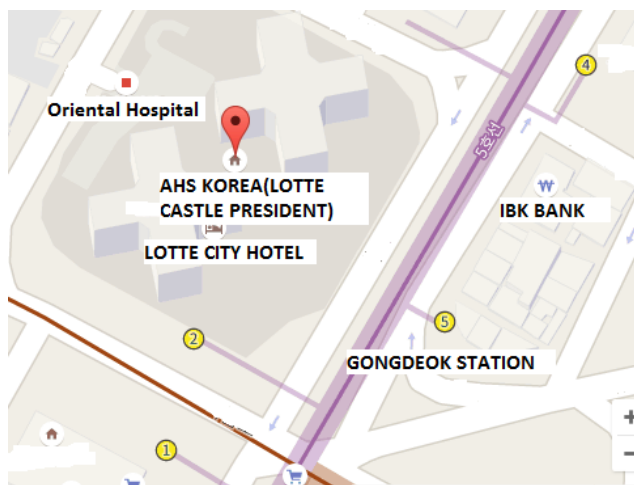 4
5호선
Oriental Hospital
AHS KOREA(LOTTE
CASTLE PRESIDENT)
IBK BANK
LOTTE CITY HOTEL
2
5
GONGDEOK STATION
1
+
−